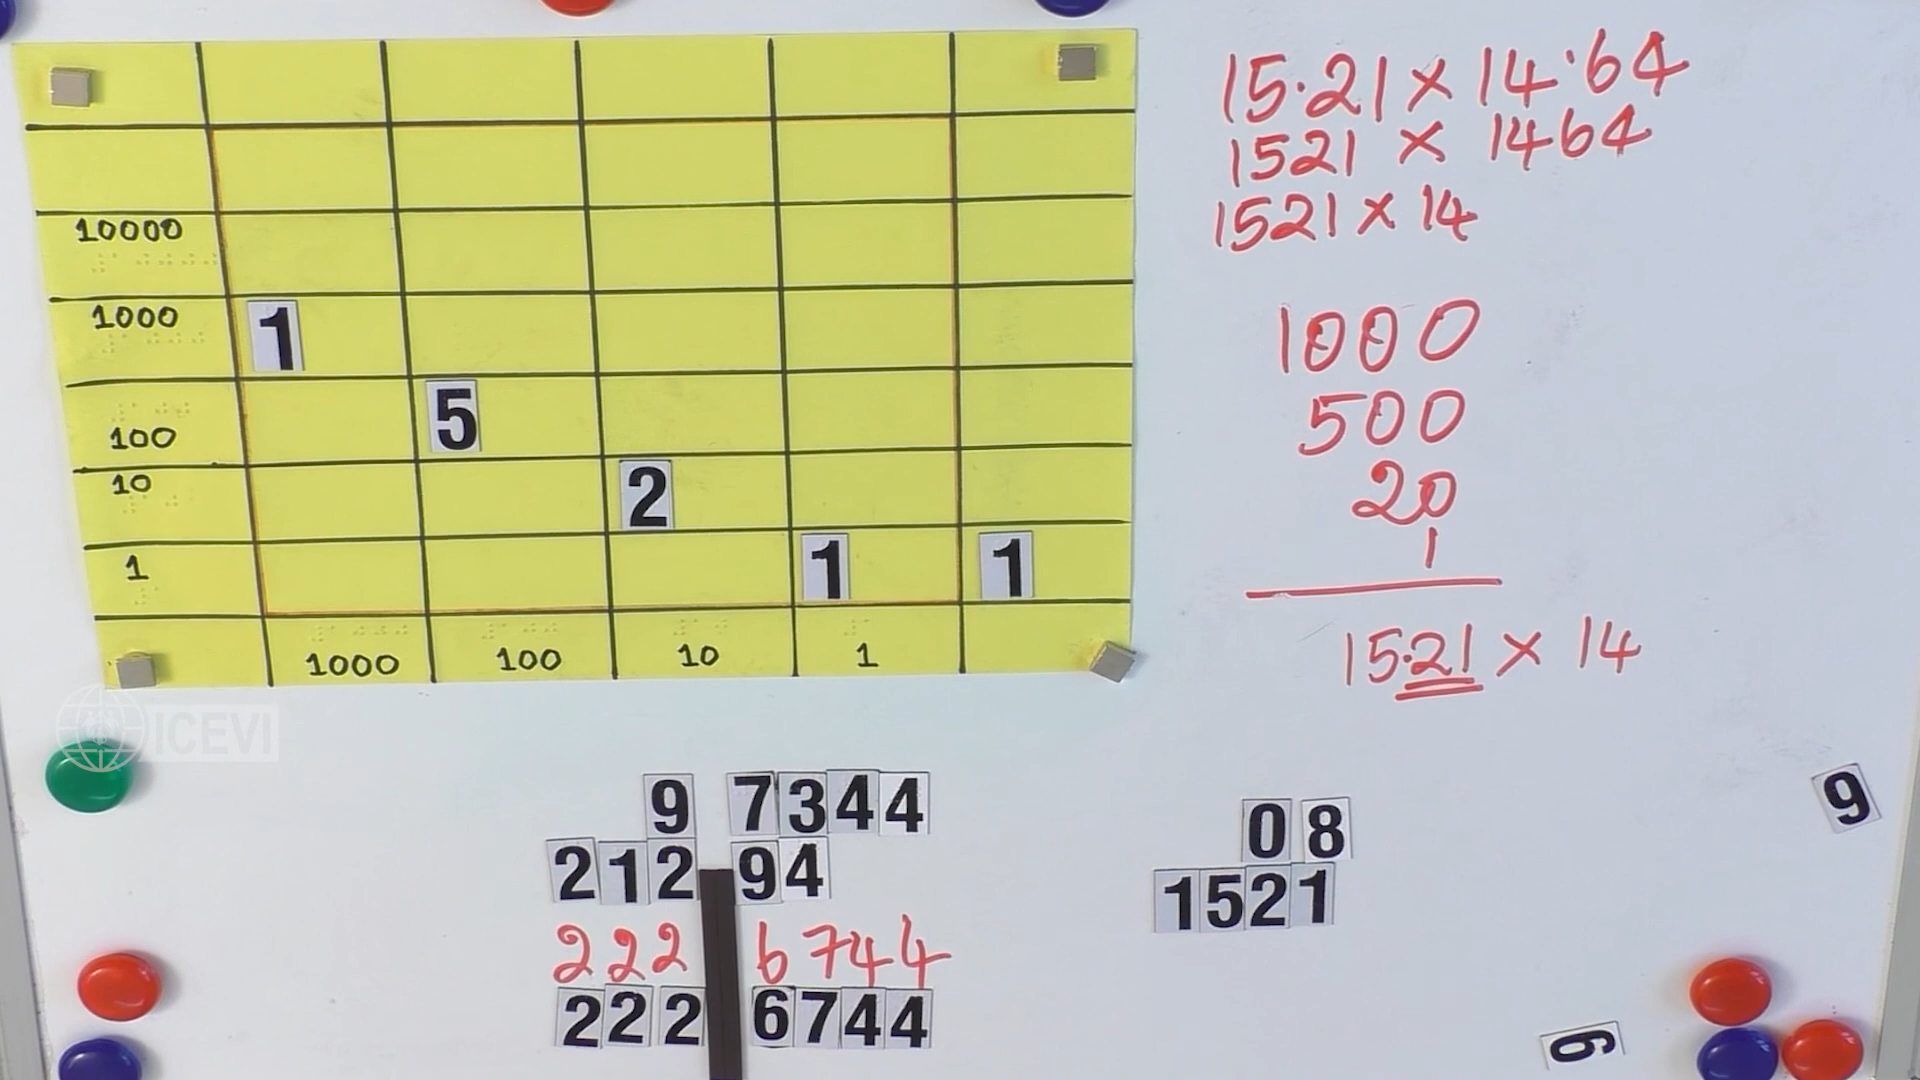 15.21 x 14.64
1521 x 1464
1521 x 14
10000
1000 1
5
100
10 2
1 1 1
1000 100 10 1
1000
500
20
1
15.21 x 14
ICEVI
9 7344
212 94
222 6744
222 6744
08
1521
9
6